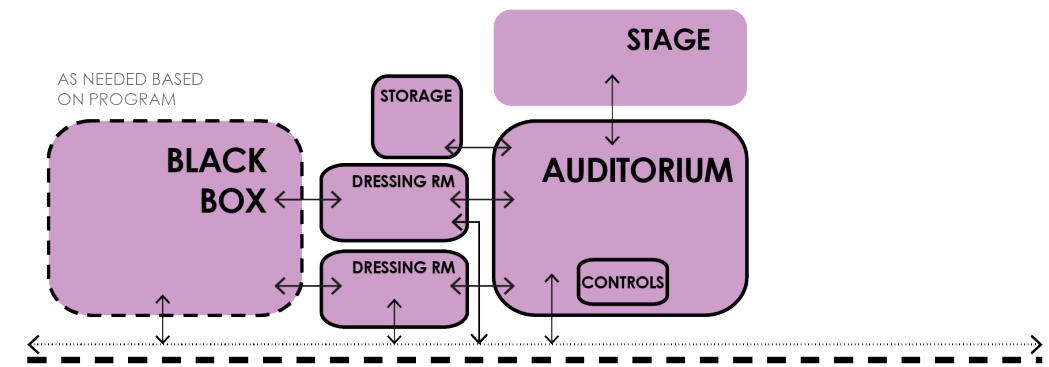 STAGE
AS NEEDED BASED
ON PROGRAM
STORAGE
BLACK
BOX
DRESSING RM
AUDITORIUM
DRESSING RM
CONTROLS